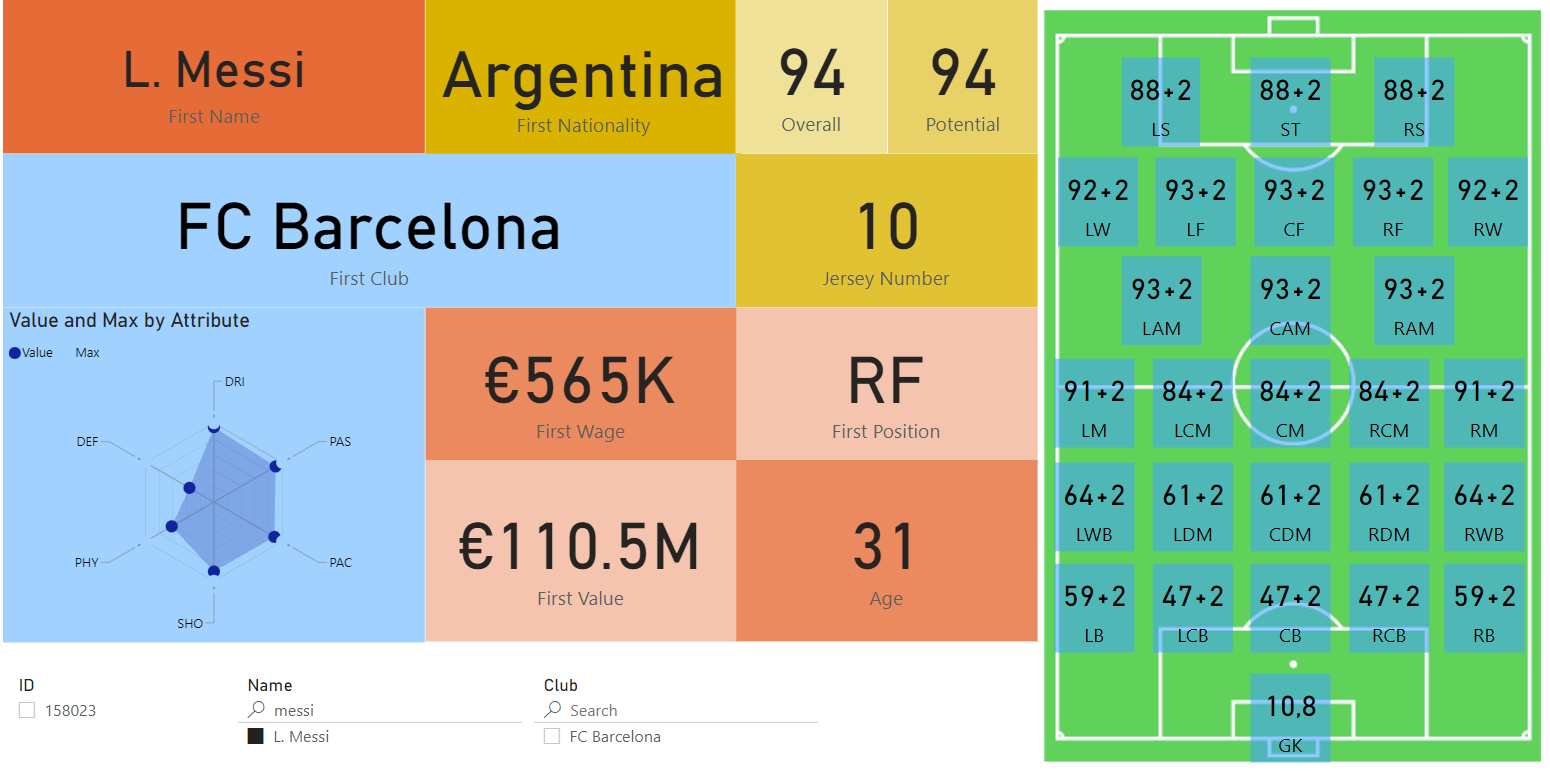 L. Messi
First Name
Argentina
First Nationality
94
Overall
94
Potential
FC Barcelona
First Club
10
Jersey Number
Value and Max by Attribute
Value Max
DRI
PAS
PAC
SHO
PHY
DEF
€565K
First Wage
RF
First Position
€110.5M
First Value
31
Age
ID
158023
Name
messi
L. Messi
Club
Search
FC Barcelona
88+2 88+2 88+2
LS ST RS
92+2 93+2 93+2 93+2 92+2
LW LF CF RF RW
93+2 93+2 93+2
LAM CAM RAM
91+2 84+2 84+2 84+2 91+2
LM LCM CM RCM RM
64+2 61+2 61+2 61+2 64+2
LWB LDM CDM RDM RWB
59+2 47+2 47+2 47+2 59+2
LB LCB CB RCB RB
10,8
GK